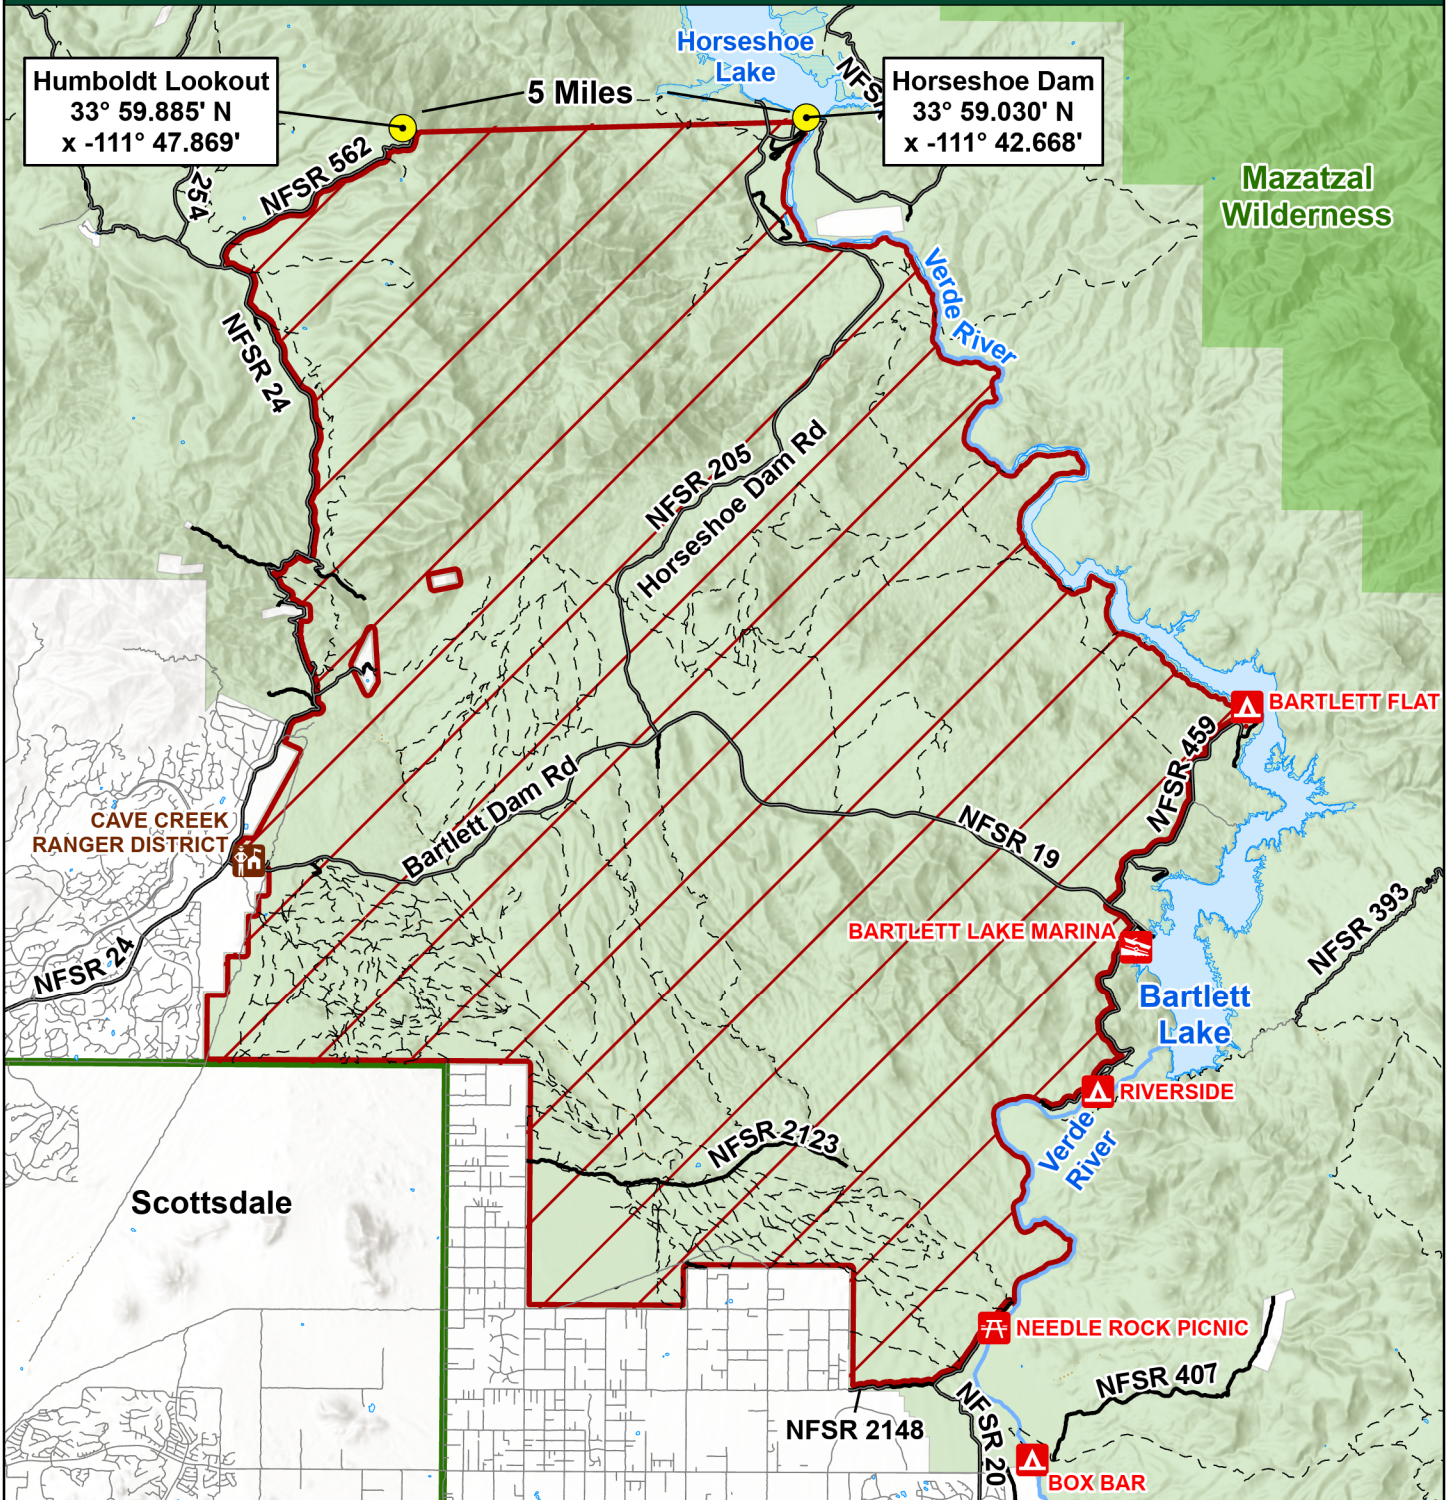 Horseshoe
Lake
Humboldt Lookout
33° 59.885' N
x -111° 47.869'
5 Miles
NFSR
Horseshoe Dam
33° 59.030' N
x -111° 42.668'
NFSR 562
254
Mazatzal
Wilderness
Verde River
NFSR 24
NFSR 205
Horseshoe Dam Rd
BARTLETT FLAT
NFSR 459
Bartlett Dam Rd
NFSR 19
CAVE CREEK
RANGER DISTRICT
NFSR 393
BARTLETT LAKE MARINA
NFSR 24
Bartlett
Lake
RIVERSIDE
Verde
River
NFSR 2123
Scottsdale
NEEDLE ROCK PICNIC
NFSR 407
NFSR 2148
NFSR 20
BOX BAR